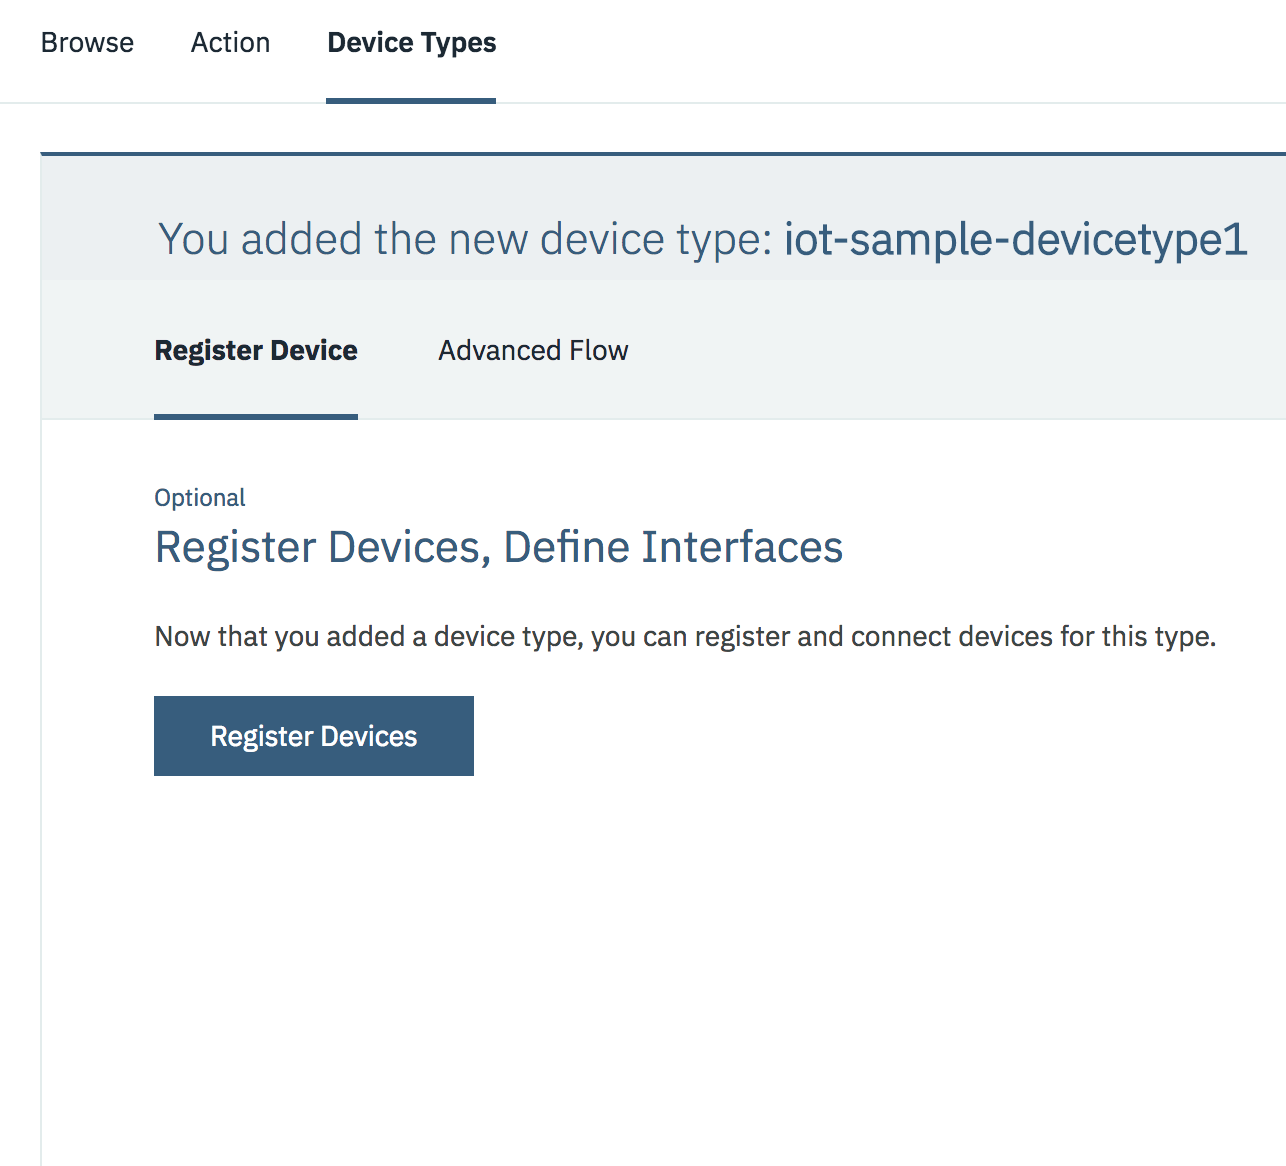 Browse Action Device Types
You added the new device type: iot-sample-devicetype1
Register Device Advanced Flow
Optional
Register Devices, Define Interfaces
Now that you added a device type, you can register and connect devices for this type.
Register Devices